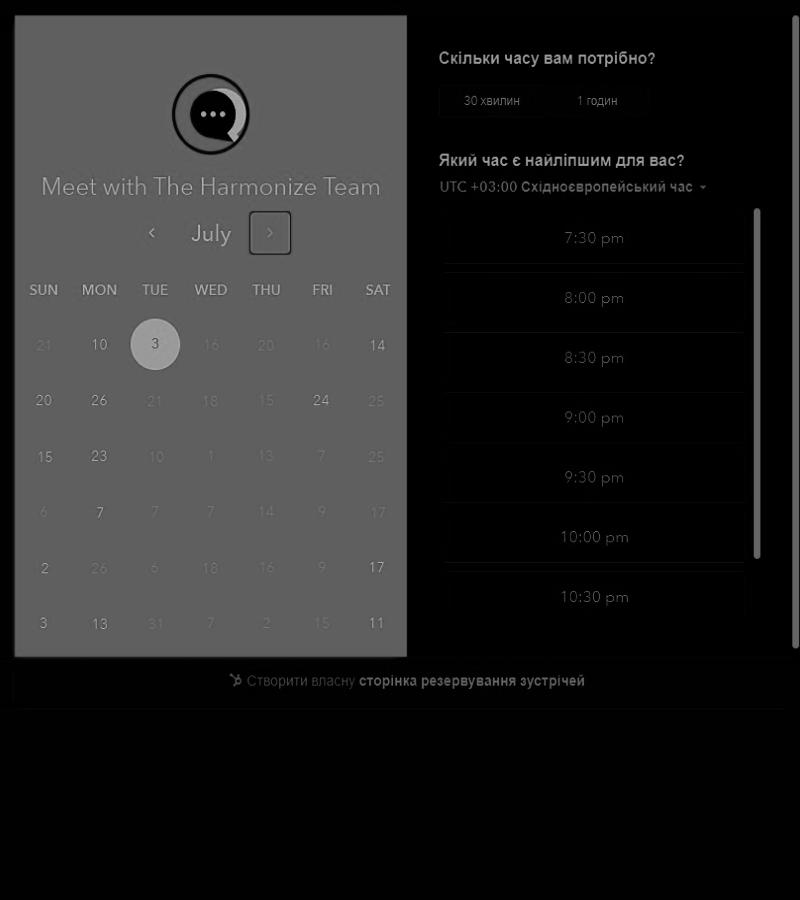 Meet with The Harmonize Team
July
SUN MON TUE WED THU FRI SAT
21 10 3 16 20 16 14
20 26 21 18 15 24 25
15 23 10 1 13 7 25
6 7 7 7 14 9 17
2 26 6 18 16 9 17
3 13 31 7 2 15 11
Скільки часу вам потрібно?
30 хвилин 1 годин
Який час є найліпшим для вас?
UTC +03:00 Східноєвропейський час
7:30 pm
8:00 pm
8:30 pm
9:00 pm
9:30 pm
10:00 pm
10:30 pm
Створити власну сторінка резервування зустрічей